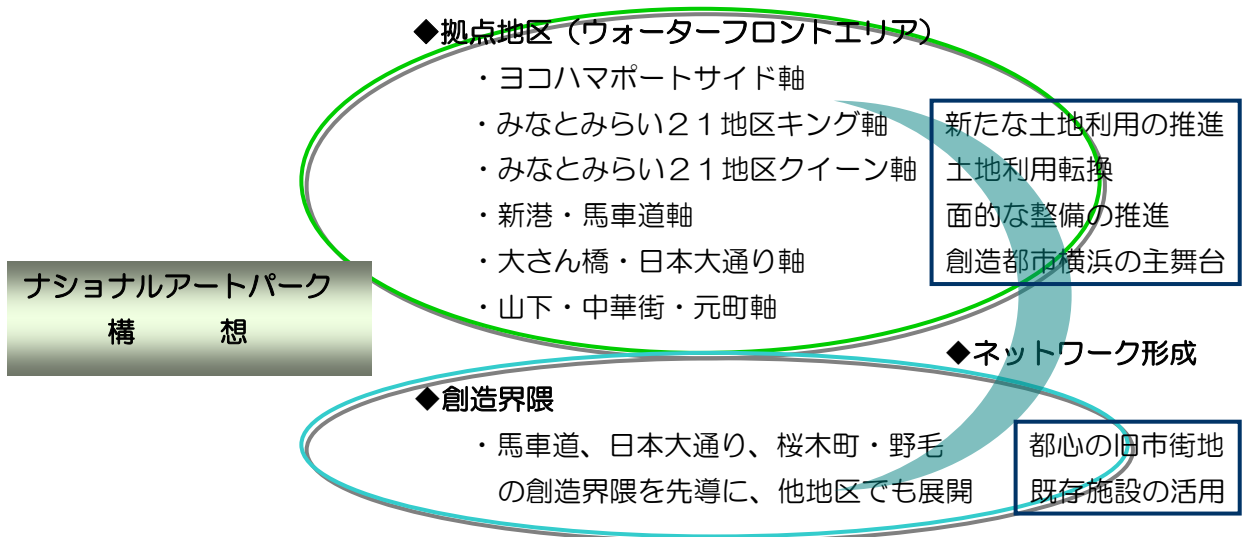 ◆拠点地区（ウォーターフロントエリア）
・ヨコハマポートサイド軸
・みなとみらい２１地区キング軸
・みなとみらい２１地区クイーン軸
・新港・馬車道軸
・大さん橋・日本大通り軸
・山下・中華街・元町軸
新たな土地利用の推進
土地利用転換
面的な整備の推進
創造都市横浜の主舞台
ナショナルアートパーク
構　　想
◆ネットワーク形成
◆創造界隈
・馬車道、日本大通り、桜木町・野毛
の創造界隈を先導に、他地区でも展開
都心の旧市街地
既存施設の活用